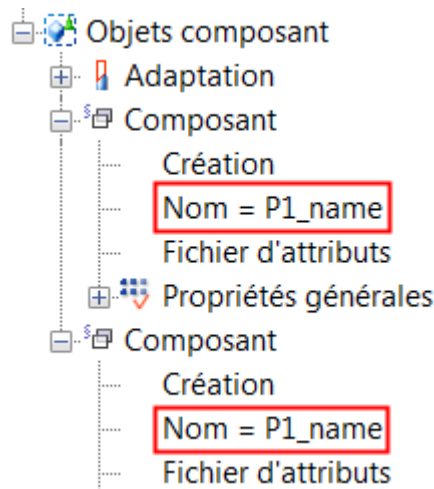 Objets composant
Adaptation
Composant
Création
Nom = P1_name
Fichier d'attributs
Propriétés générales
Composant
Création
Nom = P1_name
Fichier d'attributs